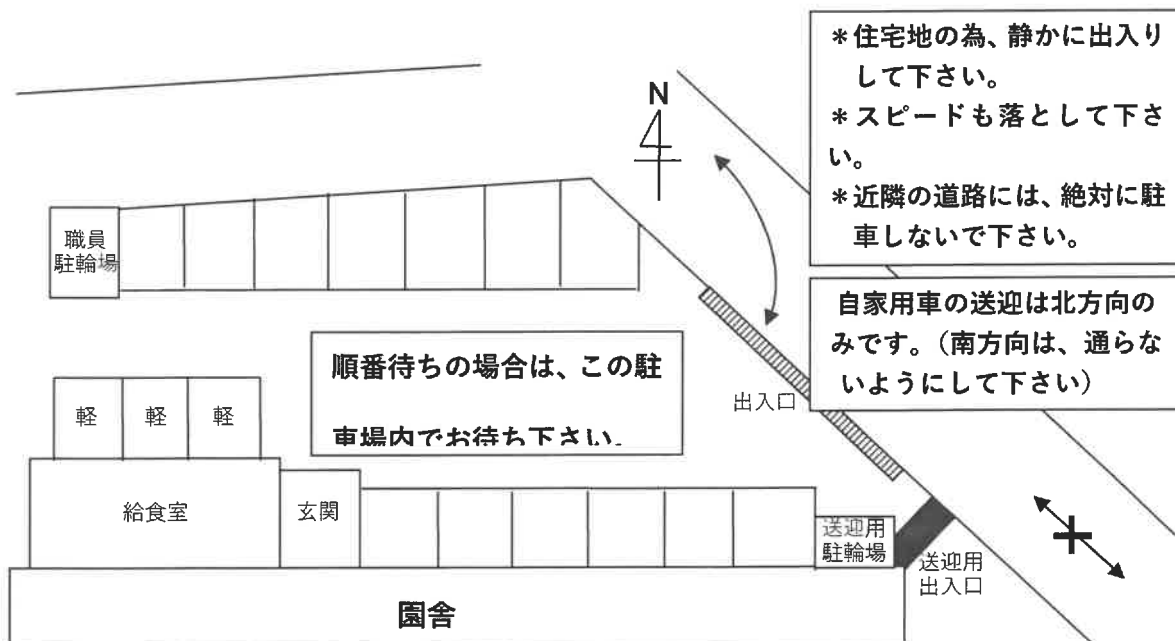 ＊住宅地の為、静かに出入り
して下さい。
＊スピードも落として下さ
い。
＊近隣の道路には、絶対に駐
車しないで下さい。
N
職員
駐輪場
自家用車の送迎は北方向の
みです。（南方向は、通らな
いようにして下さい）
順番待ちの場合は、この駐
車場内でお待ち下さい。
出入口
軽
軽
軽
給食室
玄関
送迎用
駐輪場
送迎用
出入口
園舎